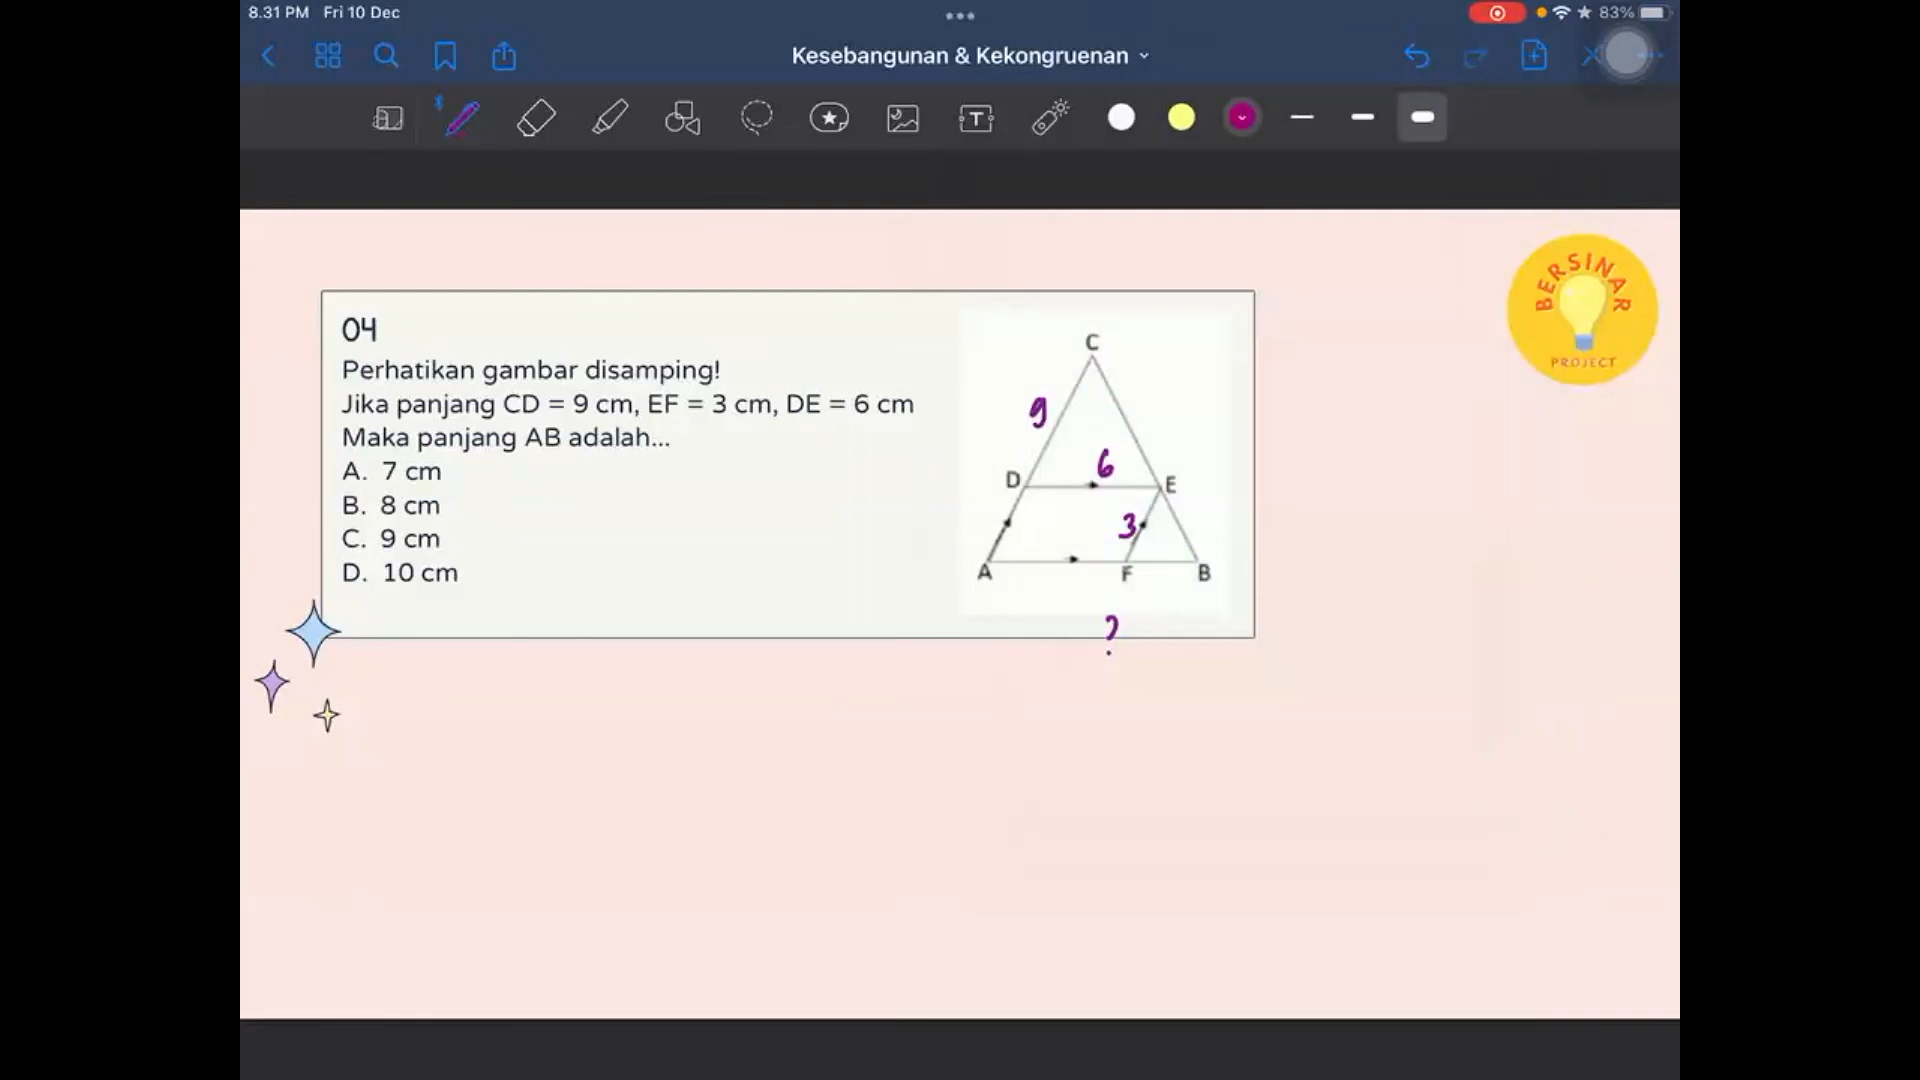 8.31 PM Fri 10 Dec
83%
Kesebangunan & Kekongruenan
T
BERSINAR
PROJECT
04
Perhatikan gambar disamping!
Jika panjang CD = 9 cm, EF = 3 cm, DE = 6 cm
Maka panjang AB adalah...
A. 7 cm
B. 8 cm
C. 9 cm
D. 10 cm
C
9
6
D
E
3
A
F
B
?